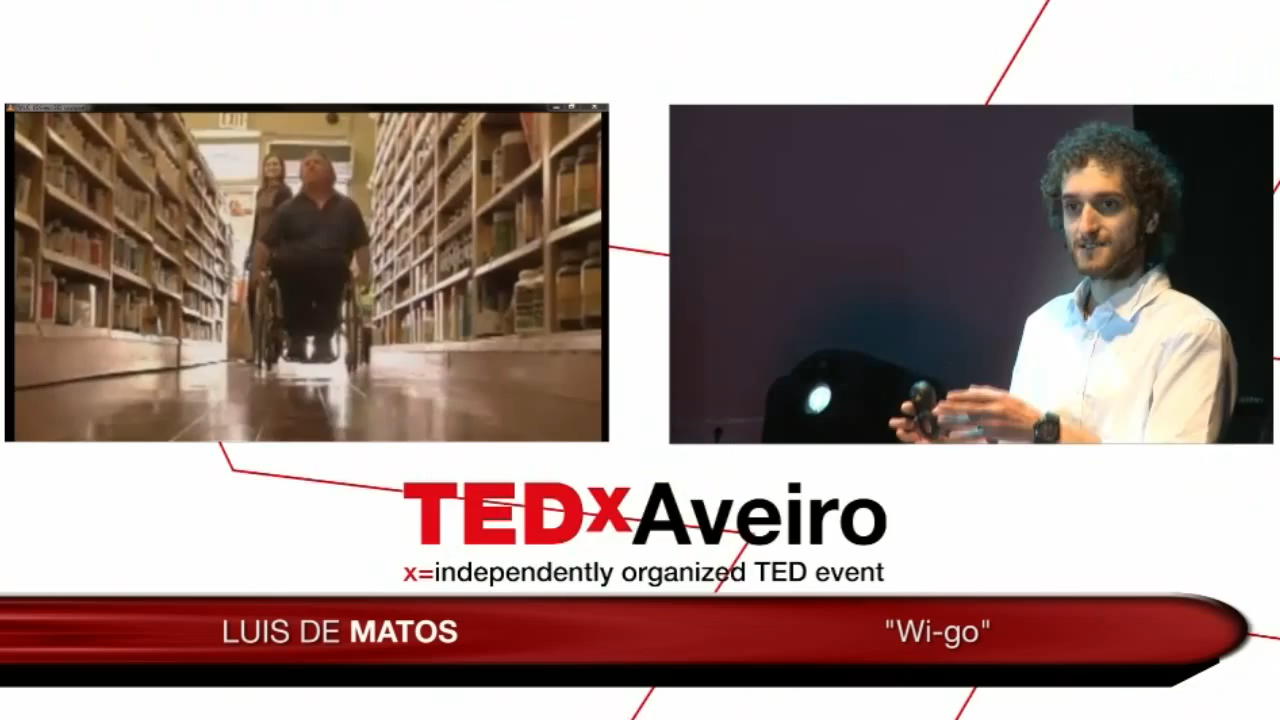 TEDxAveiro
x=independently organized TED event
LUIS DE MATOS
"Wi-go"